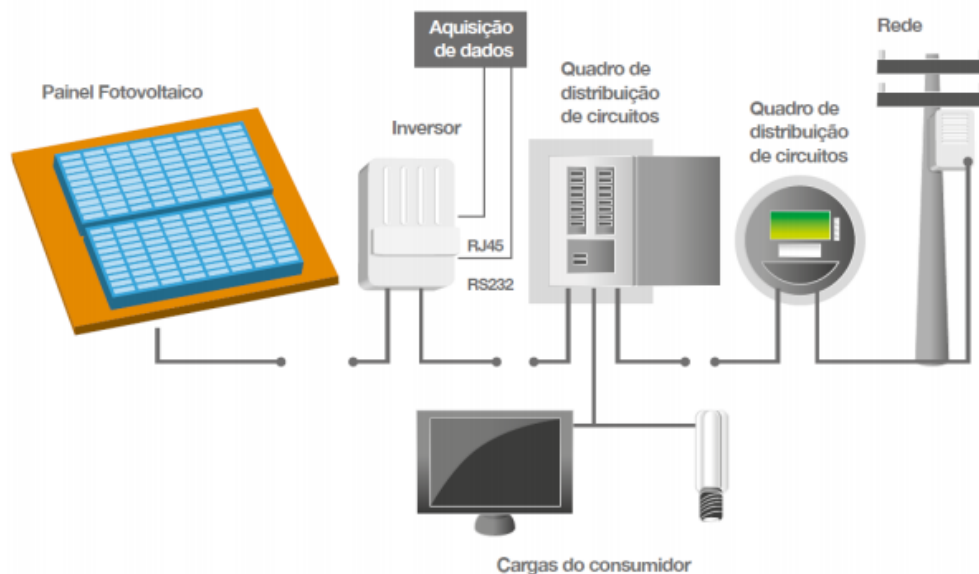 Aquisição
de dados
Rede
Painel Fotovoltaico
Inversor
Quadro de
distribuição
de circuitos
Quadro de
distribuição
de circuitos
RJ45
RS232
Cargas do consumidor